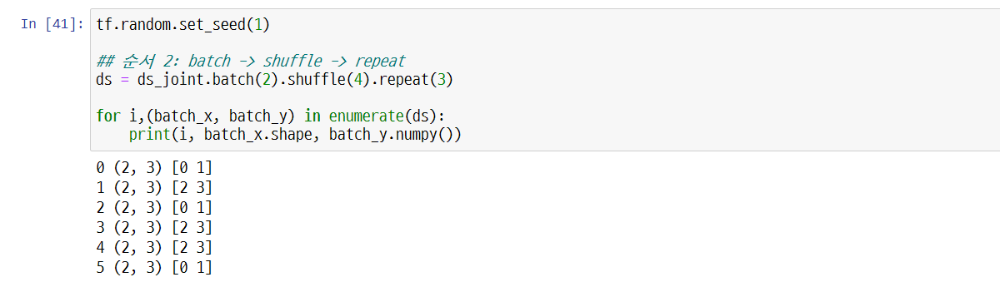 In [41]: tf.random.set_seed(1)
## 순서 2: batch -> shuffle -> repeat
ds = ds_joint.batch(2).shuffle(4).repeat(3)
for i,(batch_x, batch_y) in enumerate(ds):
    print(i, batch_x.shape, batch_y.numpy())
0 (2, 3) [0 1]
1 (2, 3) [2 3]
2 (2, 3) [0 1]
3 (2, 3) [2 3]
4 (2, 3) [2 3]
5 (2, 3) [0 1]